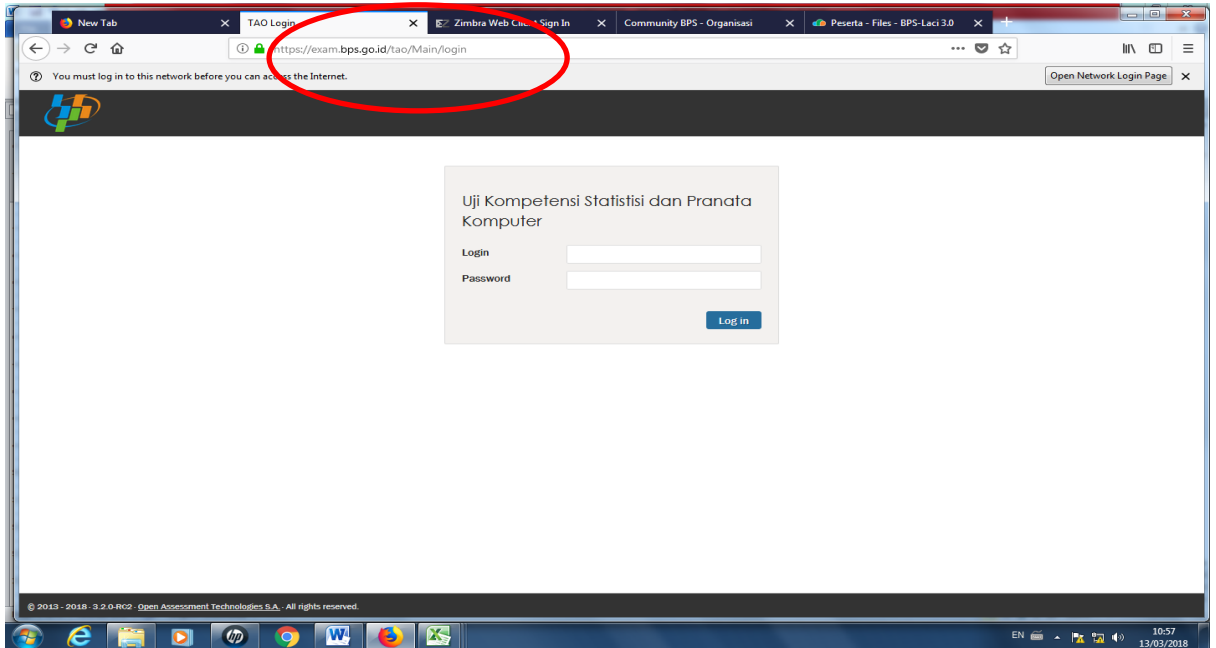 New Tab
TAO Login
Zimbra Web Client Sign In
Community BPS - Organisasi
Peseta - Files - BPS-Laci 3.0
https://exam.bps.go.id/tao/Main/login
You must log in to this network before you can access the Internet.
Open Network Login Page
Uji Kompetensi Statistisi dan Pranata
Komputer
Login
Password
Log in
© 2013 - 2018 · 3.2.0-RC2 · Open Assessment Technologies S.A. · All rights reserved.
EN
10:57
13/03/2018